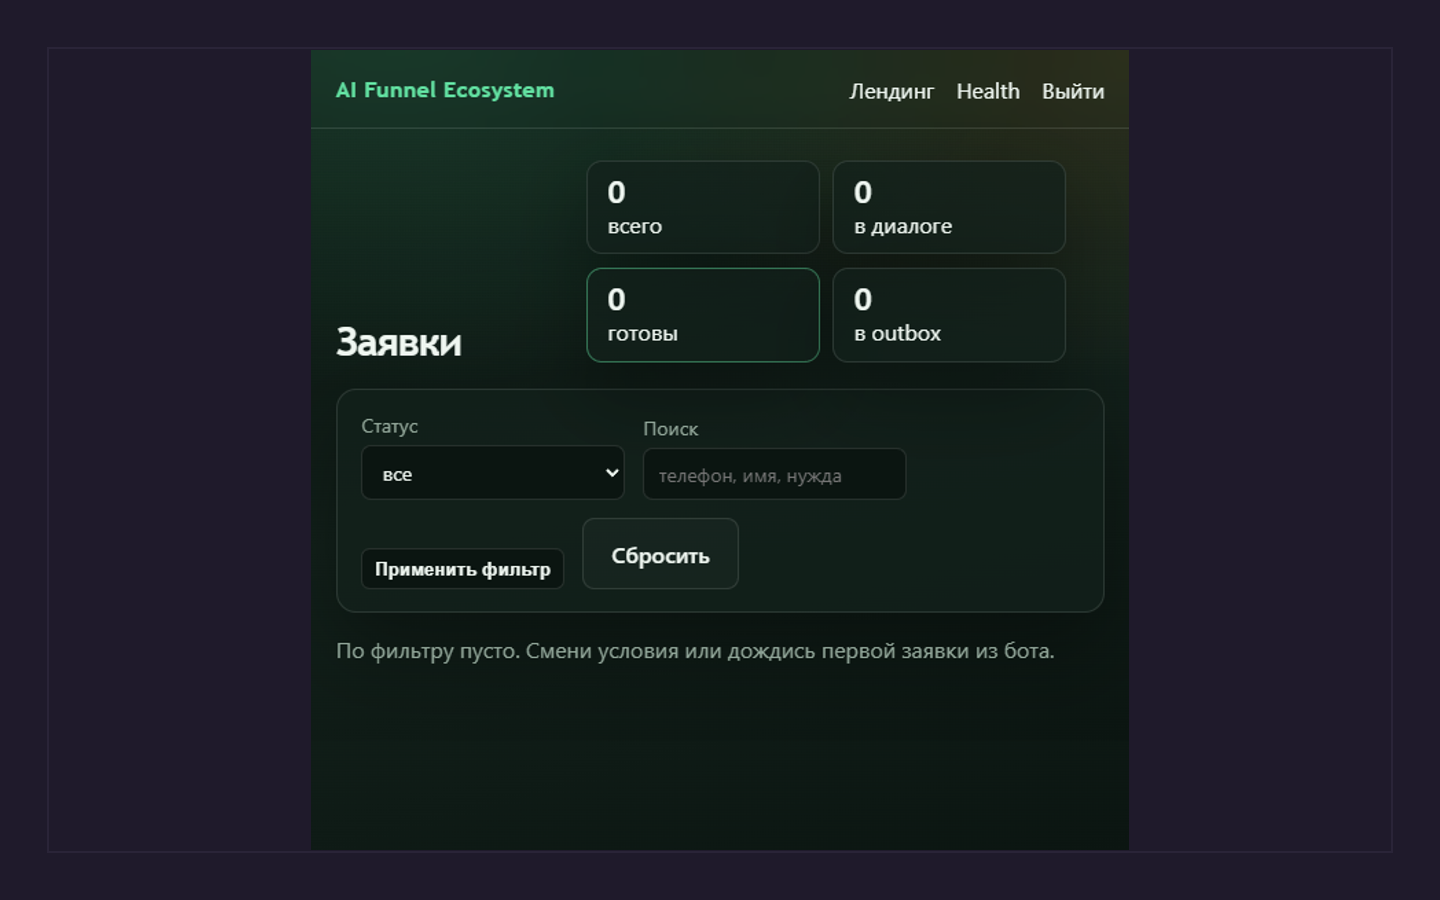 AI Funnel Ecosystem
Лендинг Health Выйти
0
всего
0
в диалоге
0
готовы
0
в outbox
Заявки
Статус
все
Поиск
телефон, имя, нужда
Применить фильтр
Сбросить
По фильтру пусто. Смени условия или дождись первой заявки из бота.